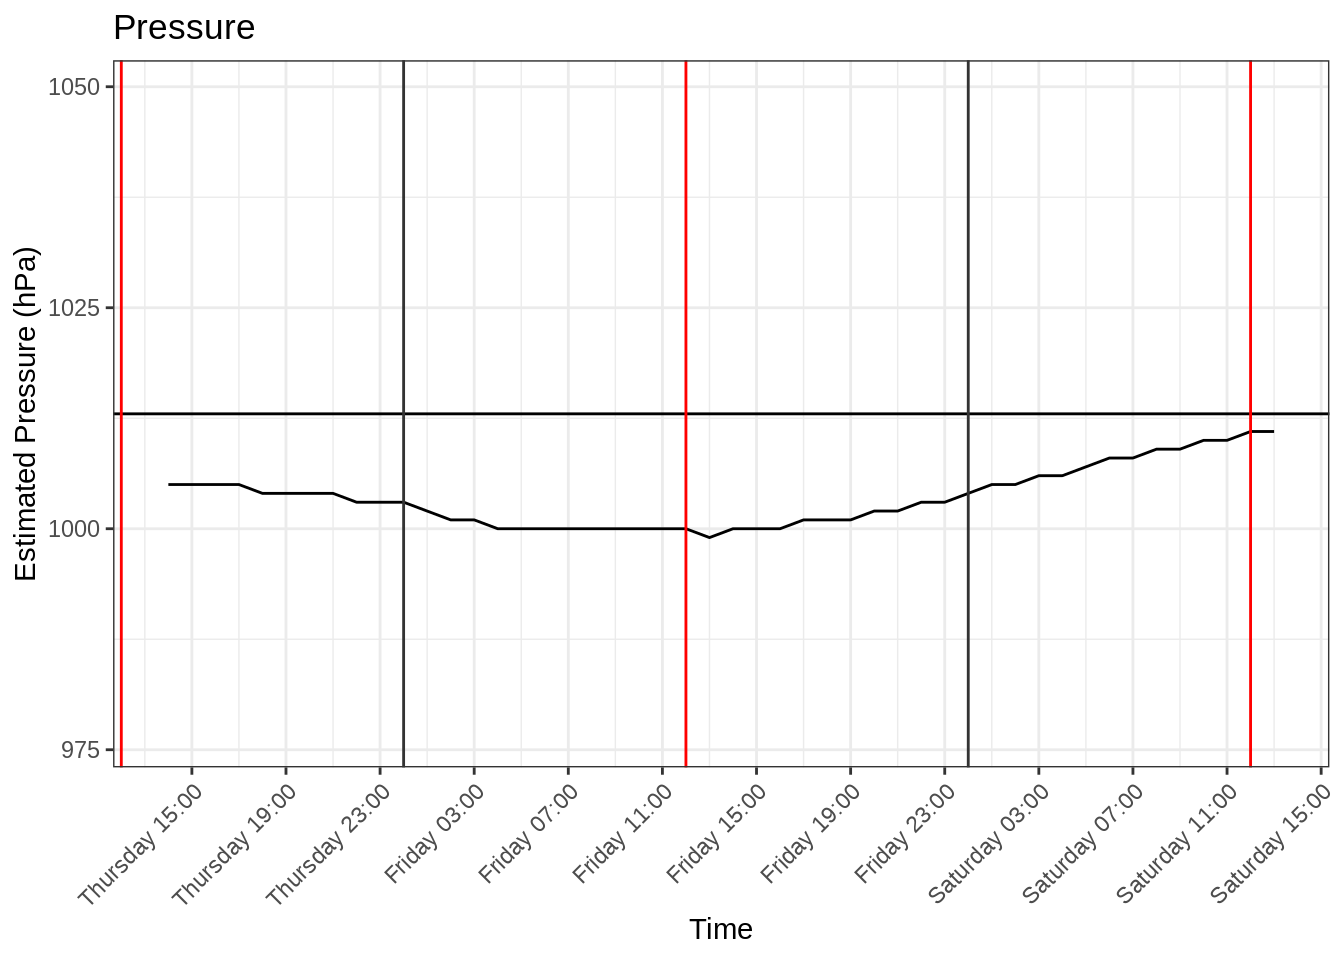 Pressure
Estimated Pressure (hPa)
1050
1025
1000
975
Thursday 15:00
Thursday 19:00
Thursday 23:00
Friday 03:00
Friday 07:00
Friday 11:00
Friday 15:00
Friday 19:00
Friday 23:00
Saturday 03:00
Saturday 07:00
Saturday 11:00
Saturday 15:00
Time